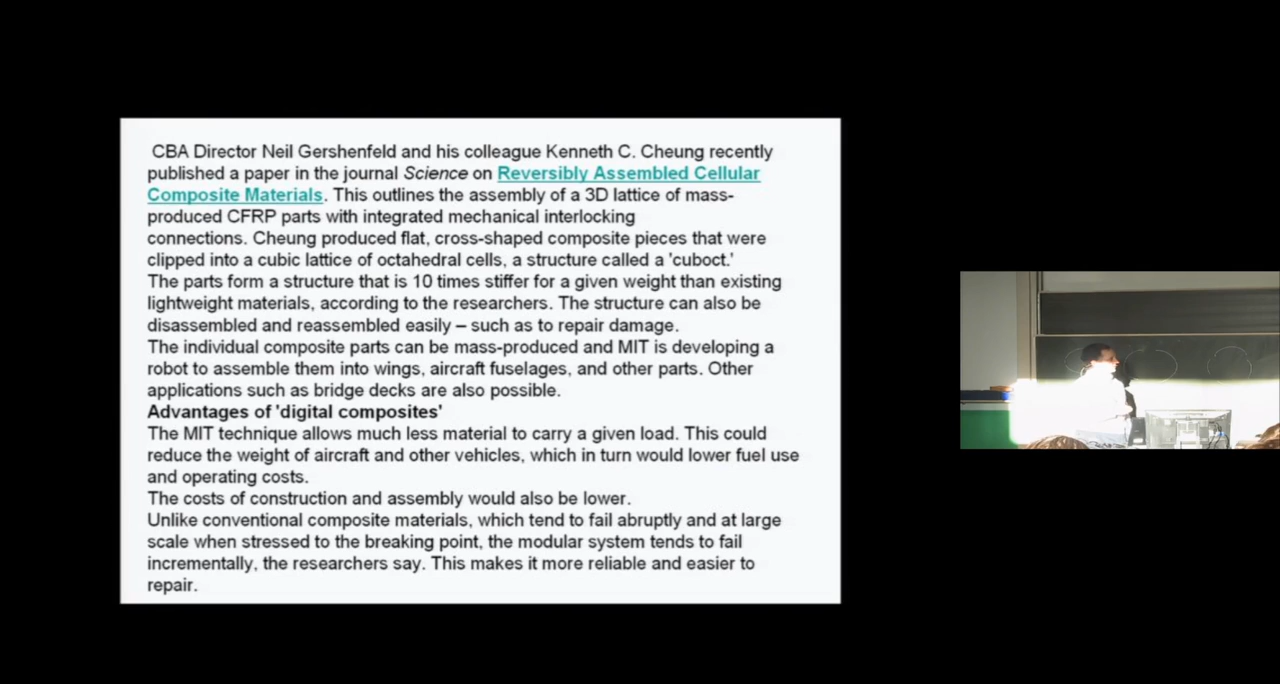 CBA Director Neil Gershenfeld and his colleague Kenneth C. Cheung recently
published a paper in the journal Science on Reversibly Assembled Cellular
Composite Materials. This outlines the assembly of a 3D lattice of mass-
produced CFRP parts with integrated mechanical interlocking
connections. Cheung produced flat, cross-shaped composite pieces that were
clipped into a cubic lattice of octahedral cells, a structure called a 'cuboct.'
The parts form a structure that is 10 times stiffer for a given weight than existing
lightweight materials, according to the researchers. The structure can also be
disassembled and reassembled easily – such as to repair damage.
The individual composite parts can be mass-produced and MIT is developing a
robot to assemble them into wings, aircraft fuselages, and other parts. Other
applications such as bridge decks are also possible.
Advantages of 'digital composites'
The MIT technique allows much less material to carry a given load. This could
reduce the weight of aircraft and other vehicles, which in turn would lower fuel use
and operating costs.
The costs of construction and assembly would also be lower.
Unlike conventional composite materials, which tend to fail abruptly and at large
scale when stressed to the breaking point, the modular system tends to fail
incrementally, the researchers say. This makes it more reliable and easier to
repair.